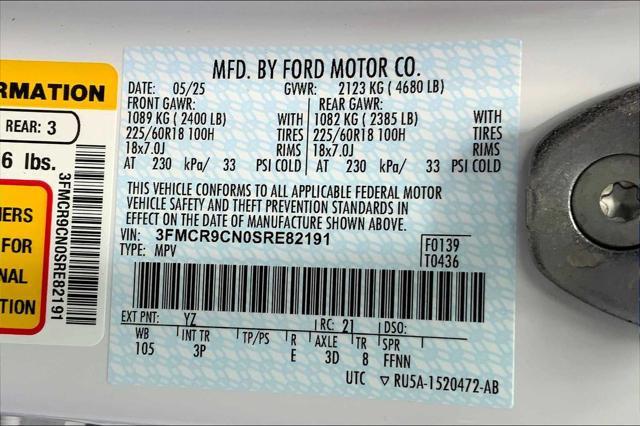 RMATION
REAR: 3
6 lbs.
NERS
FOR
NAL
TION
3FMCR9CN0SRE82191
MFD. BY FORD MOTOR CO.
DATE: 05/25 GVWR: 2123 KG ( 4680 LB)
FRONT GAWR: REAR GAWR:
1089 KG ( 2400 LB) WITH 1082 KG ( 2385 LB) WITH
225/60R18 100H TIRES 225/60R18 100H TIRES
18x7.0J RIMS 18x7.0J RIMS
AT 230 kPa/ 33 PSI COLD AT 230 kPa/ 33 PSI COLD
THIS VEHICLE CONFORMS TO ALL APPLICABLE FEDERAL MOTOR
VEHICLE SAFETY AND THEFT PREVENTION STANDARDS IN
EFFECT ON THE DATE OF MANUFACTURE SHOWN ABOVE.
VIN: 3FMCR9CN0SRE82191 F0139
TYPE: MPV T0436
EXT PNT: YZ RC: 21 DSO:
WB INT TR TP/PS R AXLE TR SPR
105 3P E 3D 8 FFNN
UTC ▽ RU5A-1520472-AB